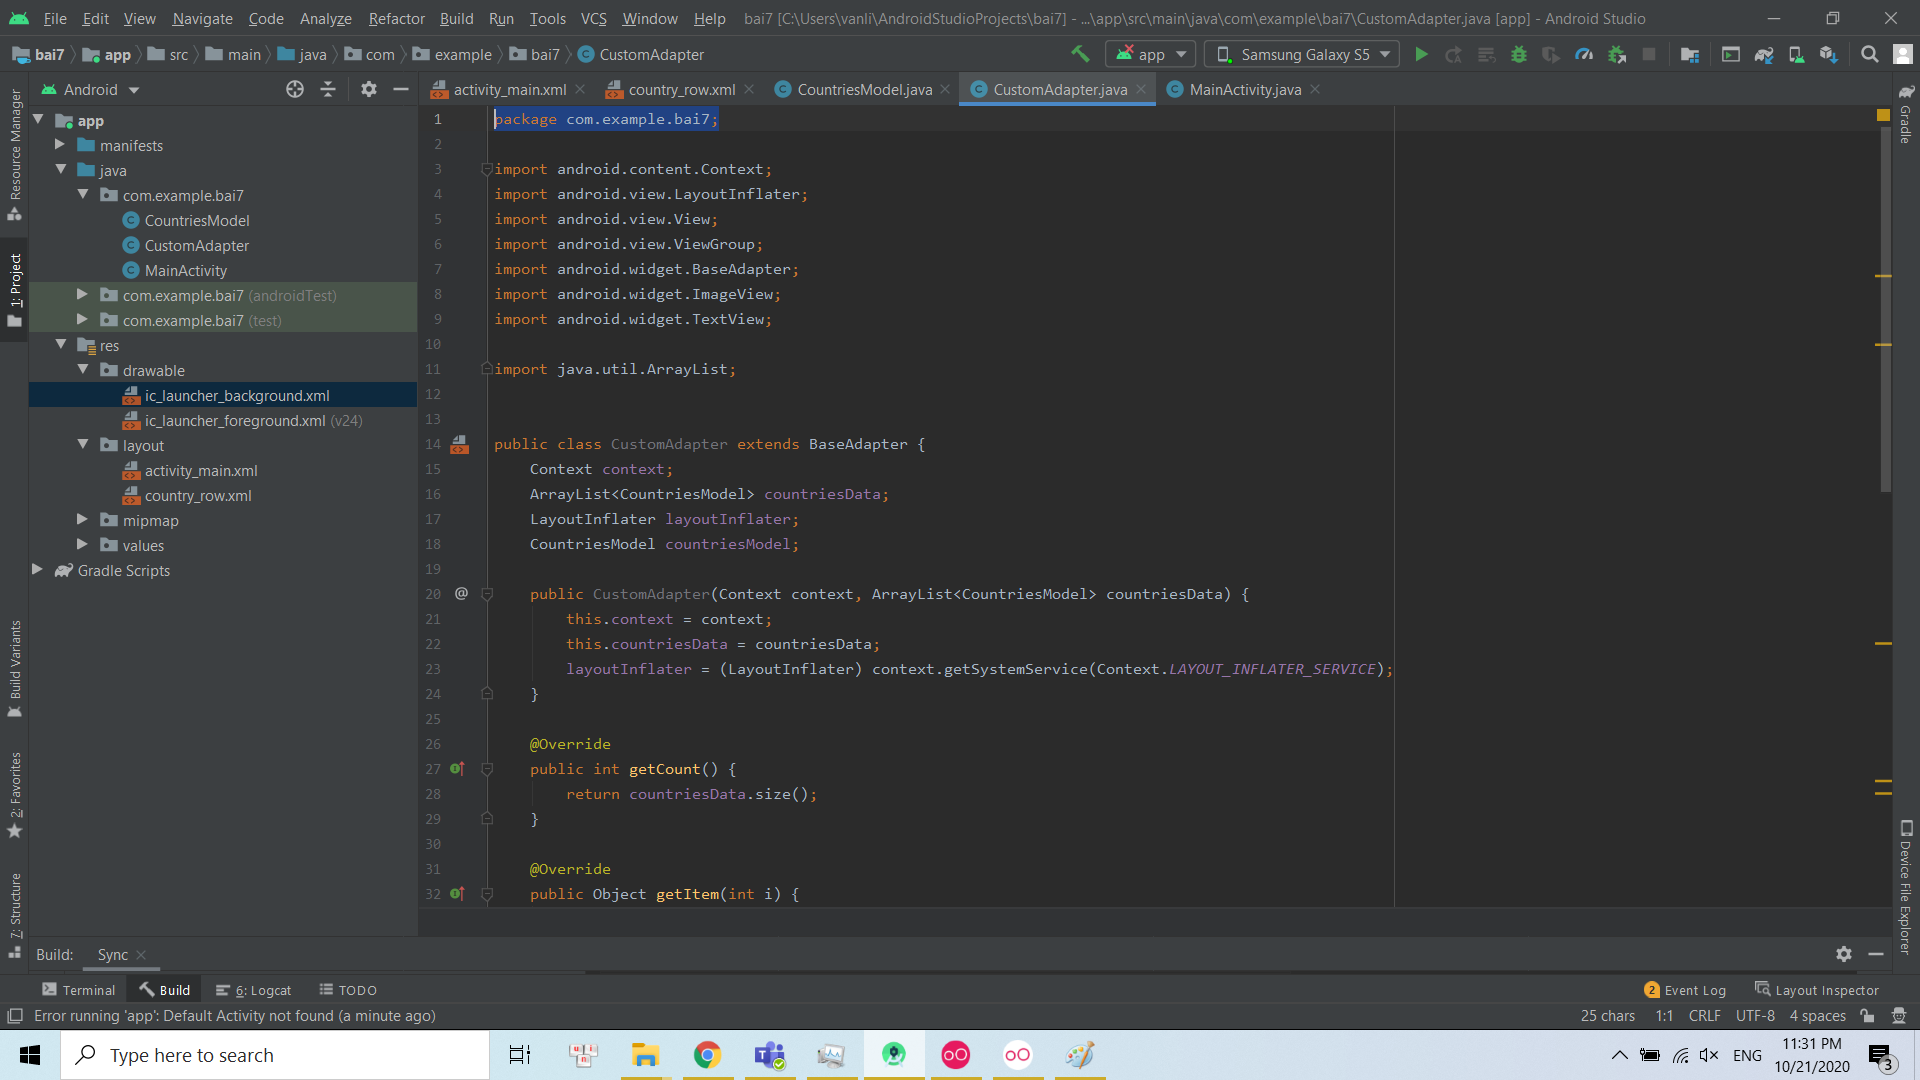 File Edit View Navigate Code Analyze Refactor Build Run Tools VCS Window Help bai7 [C:\Users\vanli\AndroidStudioProjects\bai7] - ...\app\src\main\java\com\example\bai7\CustomAdapter.java [app] - Android Studio
bai7 app src main java com example bai7 CustomAdapter app Samsung Galaxy S5
Android
activity_main.xml country_row.xml CountriesModel.java CustomAdapter.java MainActivity.java
Resource Manager
1: Project
Build Variants
2: Favorites
7: Structure
app
manifests
java
com.example.bai7
CountriesModel
CustomAdapter
MainActivity
com.example.bai7 (androidTest)
com.example.bai7 (test)
res
drawable
ic_launcher_background.xml
ic_launcher_foreground.xml (v24)
layout
activity_main.xml
country_row.xml
mipmap
values
Gradle Scripts
1 package com.example.bai7;
2
3 import android.content.Context;
4 import android.view.LayoutInflater;
5 import android.view.View;
6 import android.view.ViewGroup;
7 import android.widget.BaseAdapter;
8 import android.widget.ImageView;
9 import android.widget.TextView;
10
11 import java.util.ArrayList;
12
13
14 public class CustomAdapter extends BaseAdapter {
15 Context context;
16 ArrayList<CountriesModel> countriesData;
17 LayoutInflater layoutInflater;
18 CountriesModel countriesModel;
19
20 @ public CustomAdapter(Context context, ArrayList<CountriesModel> countriesData) {
21 this.context = context;
22 this.countriesData = countriesData;
23 layoutInflater = (LayoutInflater) context.getSystemService(Context.LAYOUT_INFLATER_SERVICE);
24 }
25
26 @Override
27 public int getCount() {
28 return countriesData.size();
29 }
30
31 @Override
32 public Object getItem(int i) {
Gradle
Device File Explorer
Build: Sync
Terminal Build 6: Logcat TODO 2 Event Log Layout Inspector
Error running 'app': Default Activity not found (a minute ago) 25 chars 1:1 CRLF UTF-8 4 spaces
Type here to search
ENG
11:31 PM
10/21/2020
3